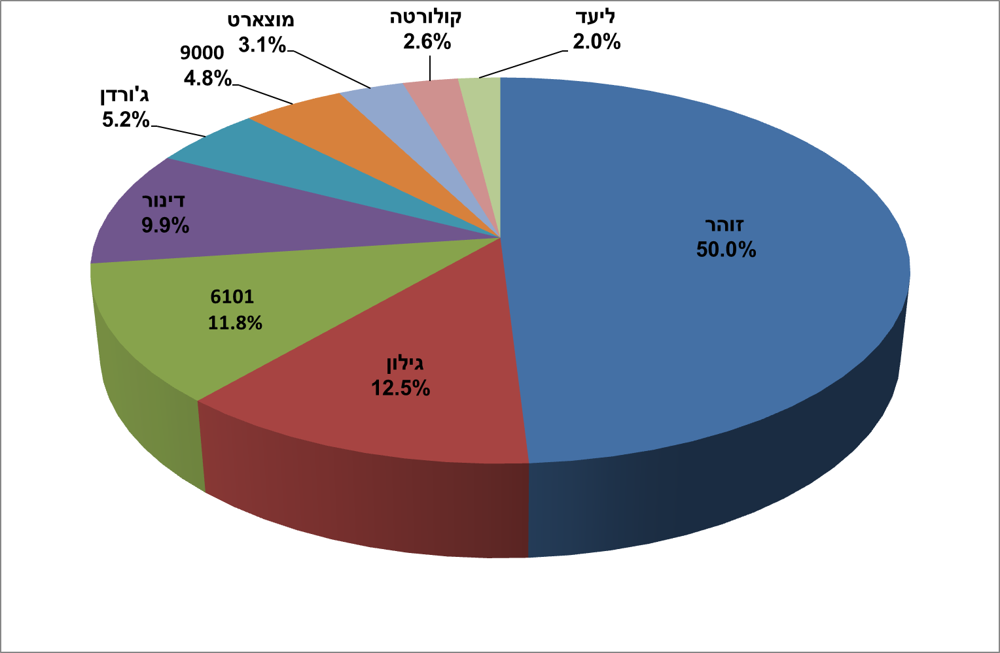 ליעד
2.0%
קולורטה
2.6%
מוצארט
3.1%
9000
4.8%
ג'ורדן
5.2%
דינור
9.9%
6101
11.8%
גילון
12.5%
זוהר
50.0%